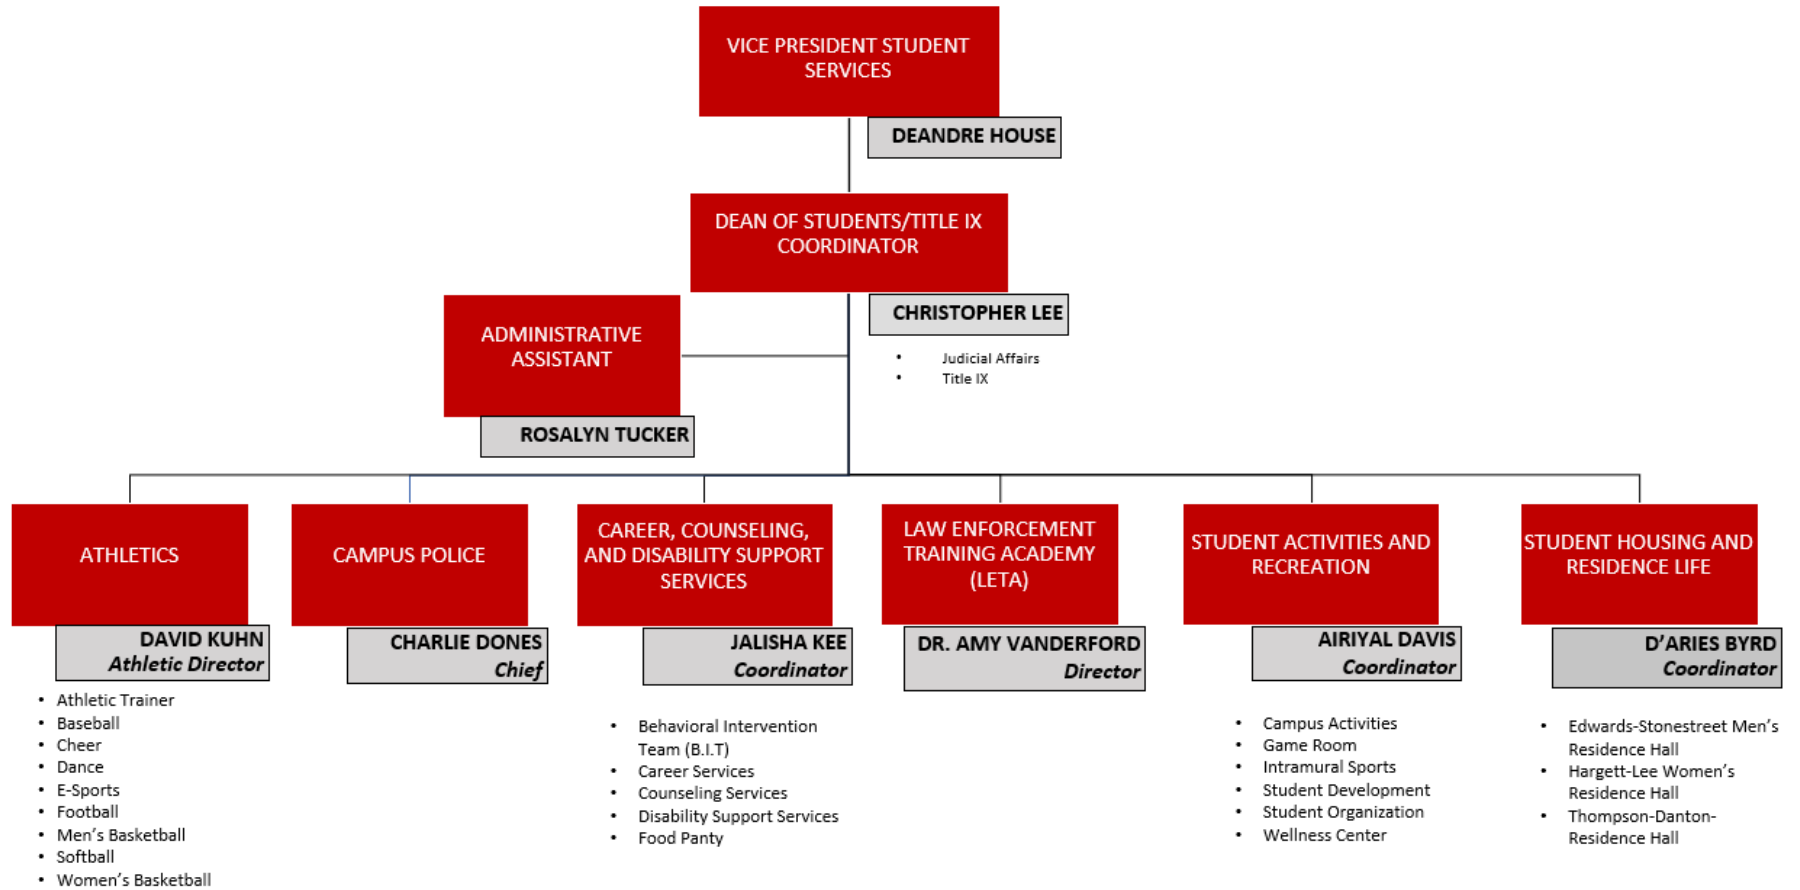 VICE PRESIDENT STUDENT
SERVICES
DEANDRE HOUSE
DEAN OF STUDENTS/TITLE IX
COORDINATOR
CHRISTOPHER LEE
• Judicial Affairs
• Title IX
ADMINISTRATIVE
ASSISTANT
ROSALYN TUCKER
ATHLETICS
DAVID KUHN
Athletic Director
• Athletic Trainer
• Baseball
• Cheer
• Dance
• E-Sports
• Football
• Men's Basketball
• Softball
• Women's Basketball
CAMPUS POLICE
CHARLIE DONES
Chief
CAREER, COUNSELING,
AND DISABILITY SUPPORT
SERVICES
JALISHA KEE
Coordinator
• Behavioral Intervention
Team (B.I.T)
• Career Services
• Counseling Services
• Disability Support Services
• Food Panty
LAW ENFORCEMENT
TRAINING ACADEMY
(LETA)
DR. AMY VANDERFORD
Director
STUDENT ACTIVITIES AND
RECREATION
AIRIYAL DAVIS
Coordinator
• Campus Activities
• Game Room
• Intramural Sports
• Student Development
• Student Organization
• Wellness Center
STUDENT HOUSING AND
RESIDENCE LIFE
D'ARIES BYRD
Coordinator
• Edwards-Stonestreet Men's
Residence Hall
• Hargett-Lee Women's
Residence Hall
• Thompson-Danton-
Residence Hall